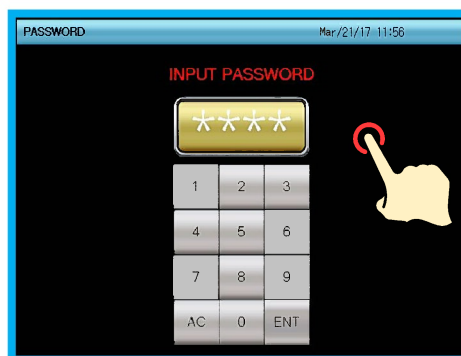 PASSWORD Mar/21/17 11:56
INPUT PASSWORD
****
1 2 3
4 5 6
7 8 9
AC 0 ENT